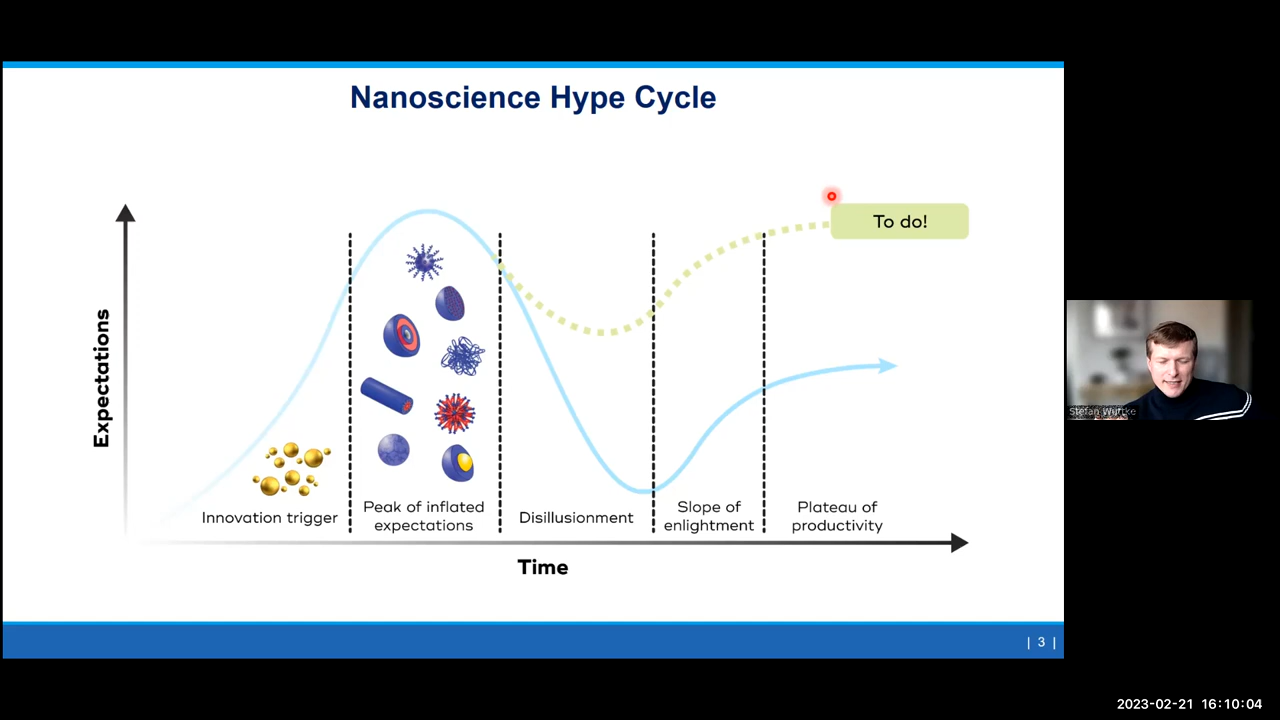 Nanoscience Hype Cycle
To do!
Expectations
Innovation trigger
Peak of inflated
expectations
Disillusionment
Slope of
enlightment
Plateau of
productivity
Time
| 3 |
Stefan Wuttke
2023-02-21 16:10:04